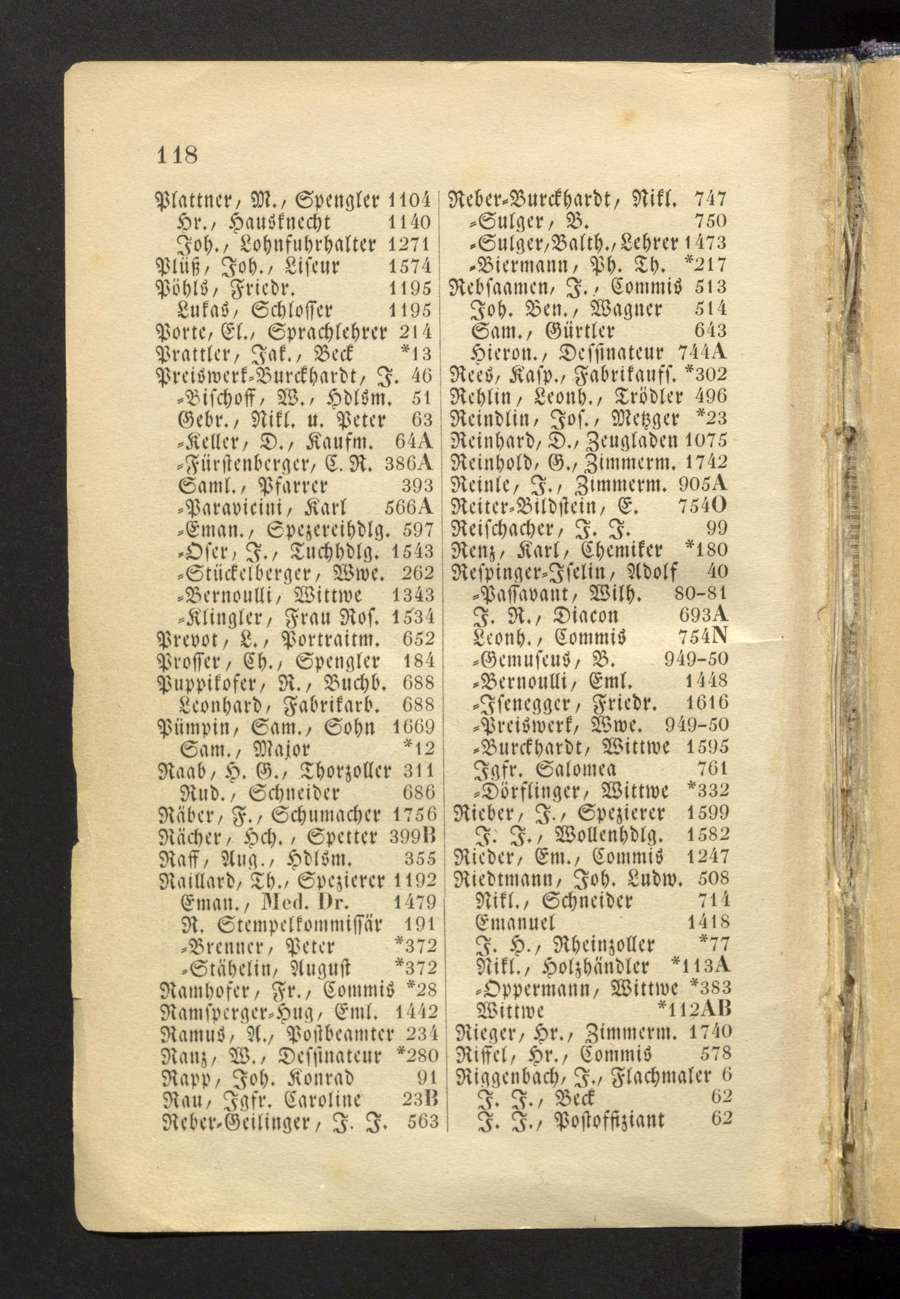 118
Plattner, M., Spengler 1104
Hr., Hausknecht 1140
Joh., Lohnfuhrhalter 1271
Plüß, Joh., Liseur 1574
Pöhls, Friedr. 1195
Lukas, Schlosser 1195
Porte, El., Sprachlehrer 214
Prattler, Jak., Beck *13
Preiswerk-Burckhardt, J. 46
-Bischoff, W., Hdlsm. 51
Gebr., Nikl. u. Peter 63
-Keller, D., Kaufm. 64A
-Fürstenberger, C. R. 386A
Saml., Pfarrer 393
-Paravicini, Karl 566A
-Eman., Spezereihdlg. 597
-Oser, J., Tuchhdlg. 1543
-Stückelberger, Wwe. 262
-Bernoulli, Wittwe 1343
-Klingler, Frau Ros. 1534
Prevot, L., Portraitm. 652
Prosser, Ch., Spengler 184
Puppikofer, R., Buchb. 688
Leonhard, Fabrikarb. 688
Pümpin, Sam., Sohn 1669
Sam., Major *12
Raab, H. G., Thorzoller 311
Rud., Schneider 686
Räber, F., Schumacher 1756
Rächer, Hch., Spetter 399B
Raff, Aug., Hdlsm. 355
Raillard, Th., Spezierer 1192
Eman., Med. Dr. 1479
R. Stempelkommissär 191
-Brenner, Peter *372
-Stähelin, August *372
Ramhofer, Fr., Commis *28
Ramsperger-Hug, Eml. 1442
Ramus, A., Postbeamter 234
Ranz, W., Dessinateur *280
Rapp, Joh. Konrad 91
Rau, Jgfr. Caroline 23B
Reber-Geilinger, J. J. 563
Reber-Burckhardt, Nikl. 747
-Sulger, B. 750
-Sulger, Balth., Lehrer 1473
-Biermann, Ph. Th. *217
Rebsaamen, J., Commis 513
Joh. Ben., Wagner 514
Sam., Gürtler 643
Hieron., Dessinateur 744A
Rees, Kasp., Fabrikaufs. *302
Rehlin, Leonh., Trödler 496
Reindlin, Jos., Metzger *23
Reinhard, D., Zeugladen 1075
Reinhold, G., Zimmerm. 1742
Reinle, J., Zimmerm. 905A
Reiter-Bildstein, E. 754O
Reischacher, J. J. 99
Renz, Karl, Chemiker *180
Respinger-Iselin, Adolf 40
-Passavant, Wilh. 80-81
J. R., Diacon 693A
Leonh., Commis 754N
-Gemuseus, B. 949-50
-Bernoulli, Eml. 1448
-Isenegger, Friedr. 1616
-Preiswerk, Wwe. 949-50
-Burckhardt, Wittwe 1595
Jgfr. Salomea 761
-Dörflinger, Wittwe *332
Rieber, J., Spezierer 1599
J. J., Wollenhdlg. 1582
Rieder, Em., Commis 1247
Riedtmann, Joh. Ludw. 508
Nikl., Schneider 714
Emanuel 1418
J. H., Rheinzoller *77
Nikl., Holzhändler *113A
-Oppermann, Wittwe *383
Wittwe *112AB
Rieger, Hr., Zimmerm. 1740
Riffel, Hr., Commis 578
Riggenbach, J., Flachmaler 6
J. J., Beck 62
J. J., Postoffiziant 62